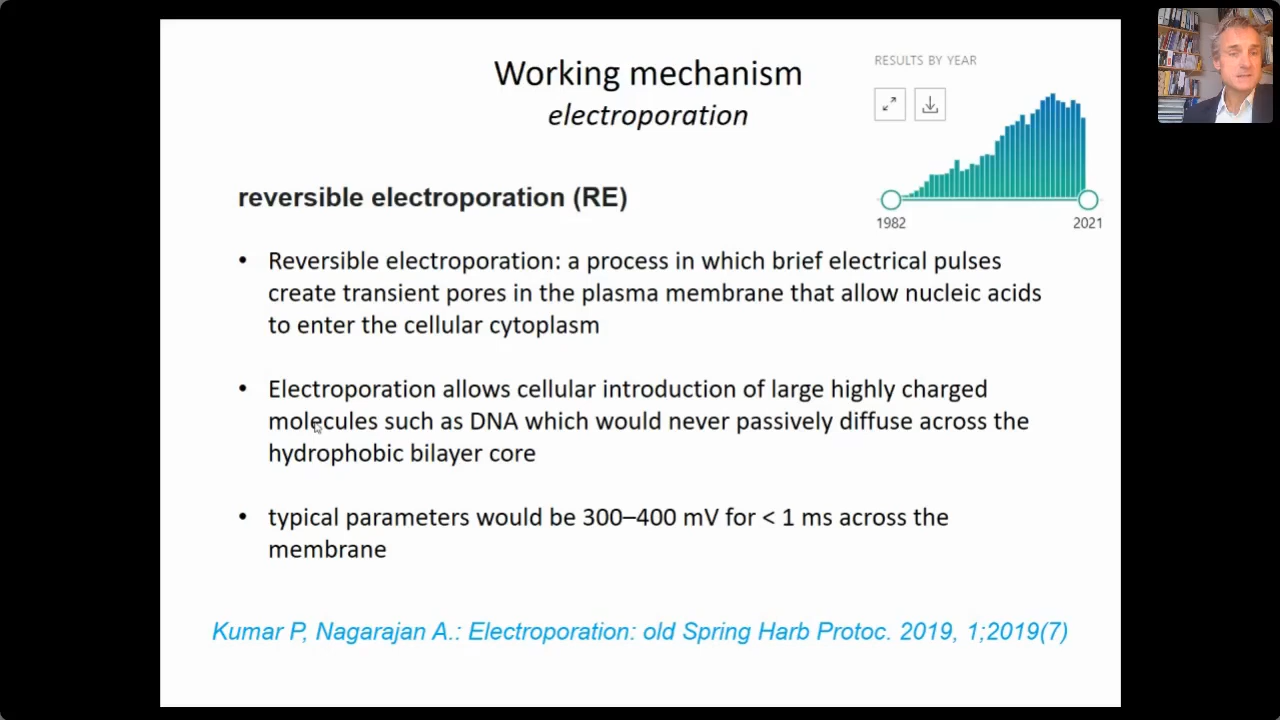 Working mechanism
electroporation
RESULTS BY YEAR
1982
2021
reversible electroporation (RE)
• Reversible electroporation: a process in which brief electrical pulses
create transient pores in the plasma membrane that allow nucleic acids
to enter the cellular cytoplasm
• Electroporation allows cellular introduction of large highly charged
molecules such as DNA which would never passively diffuse across the
hydrophobic bilayer core
• typical parameters would be 300–400 mV for < 1 ms across the
membrane
Kumar P, Nagarajan A.: Electroporation: old Spring Harb Protoc. 2019, 1;2019(7)